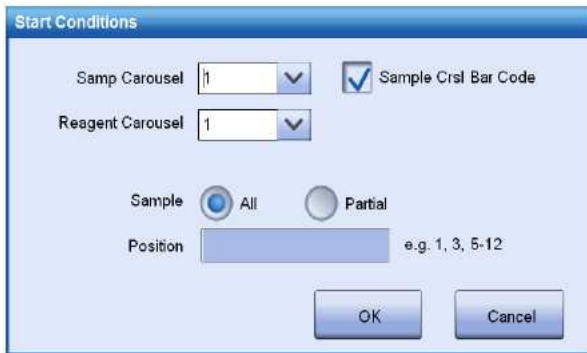 Start Conditions
Samp Carousel 1 Sample Crsl Bar Code
Reagent Carousel 1
Sample All Partial
Position e.g. 1, 3, 5-12
OK Cancel